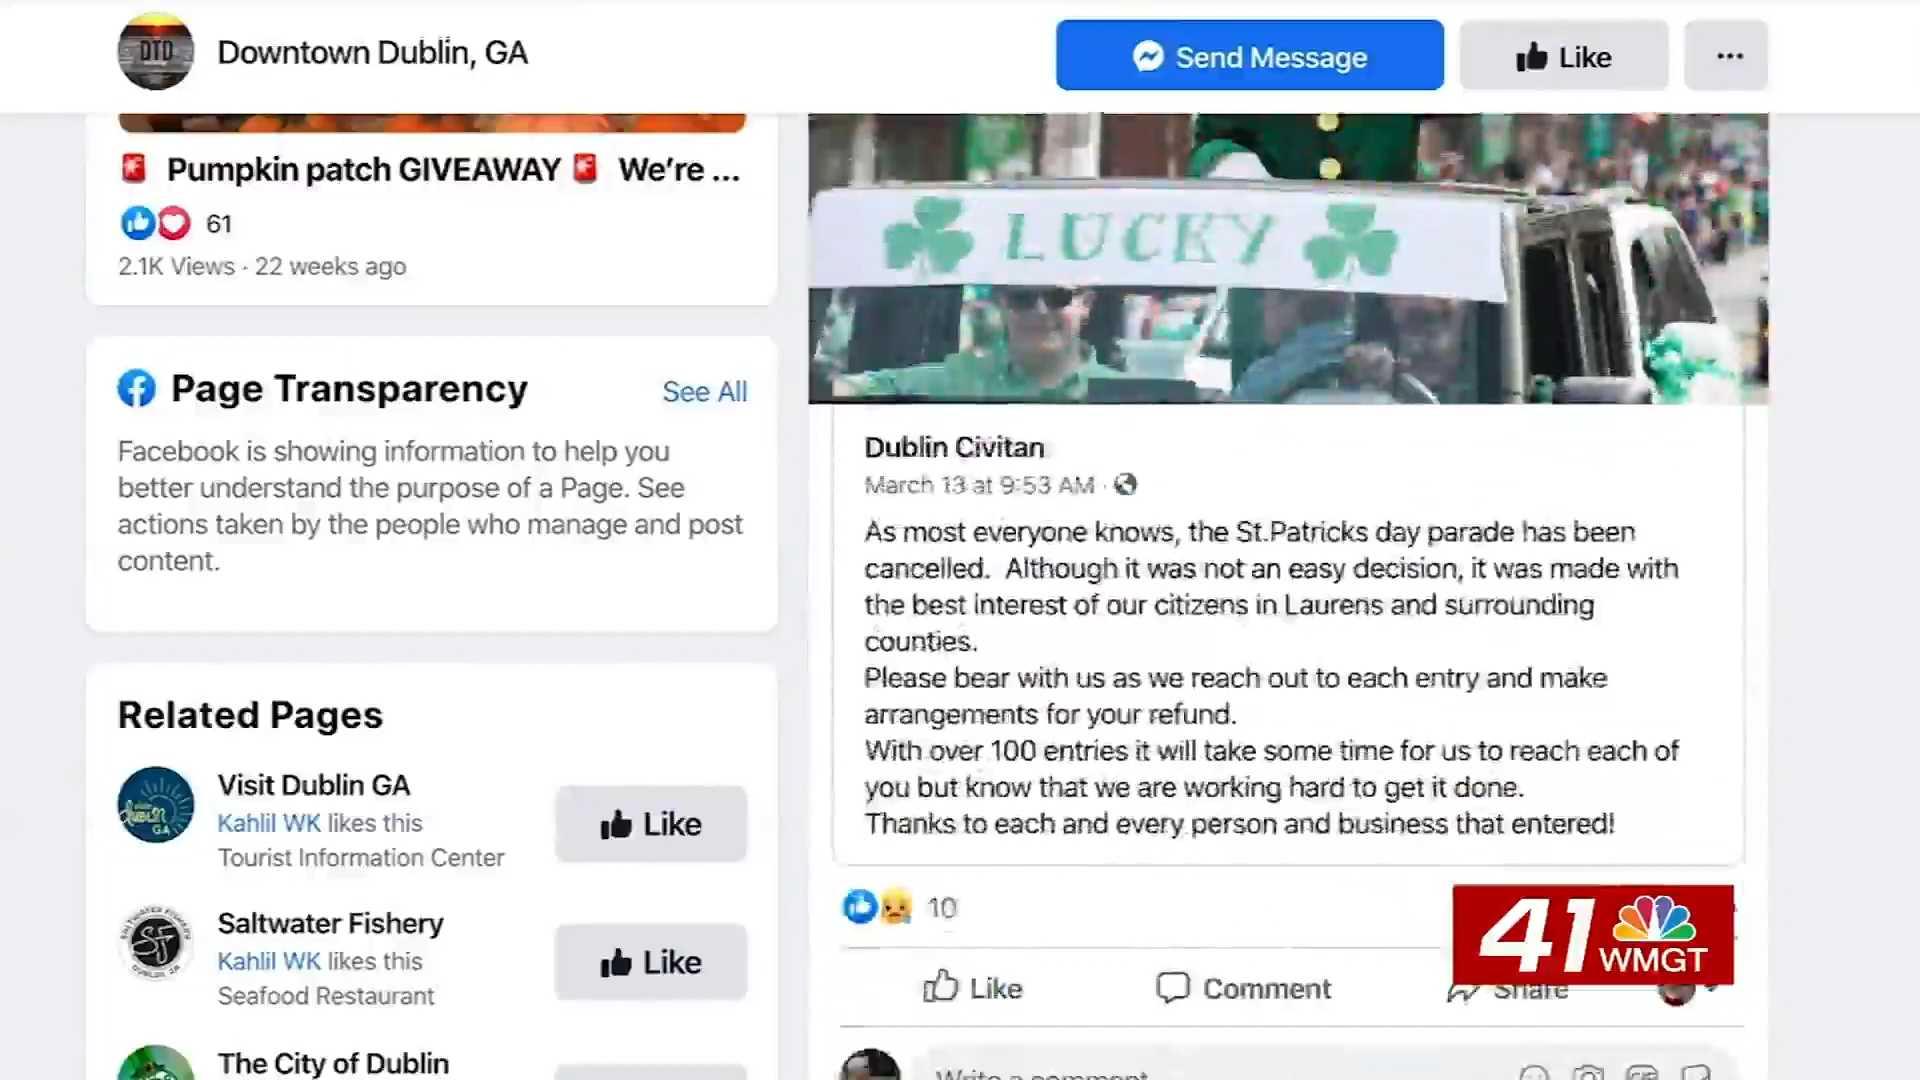 DTD
Downtown Dublin, GA
Send Message
Like
Pumpkin patch GIVEAWAY We're ...
61
2.1K Views · 22 weeks ago
Page Transparency
See All
Facebook is showing information to help you
better understand the purpose of a Page. See
actions taken by the people who manage and post
content.
Related Pages
Visit Dublin GA
Kahlil WK likes this
Tourist Information Center
Like
Saltwater Fishery
Kahlil WK likes this
Seafood Restaurant
Like
The City of Dublin
LUCKY
Dublin Civitan
March 13 at 9:53 AM ·
As most everyone knows, the St.Patricks day parade has been
cancelled.  Although it was not an easy decision, it was made with
the best interest of our citizens in Laurens and surrounding
counties.
Please bear with us as we reach out to each entry and make
arrangements for your refund.
With over 100 entries it will take some time for us to reach each of
you but know that we are working hard to get it done.
Thanks to each and every person and business that entered!
10
Like
Comment
Share
41 WMGT
Write a comment